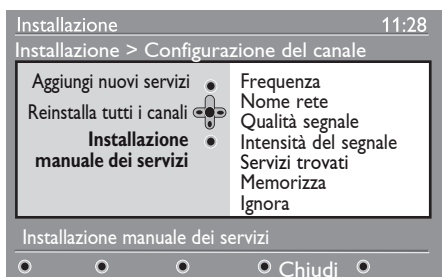 Installazione 11:28
Installazione > Configurazione del canale
Aggiungi nuovi servizi
Reinstalla tutti i canali
Installazione
manuale dei servizi
Frequenza
Nome rete
Qualità segnale
Intensità del segnale
Servizi trovati
Memorizza
Ignora
Installazione manuale dei servizi
Chiudi